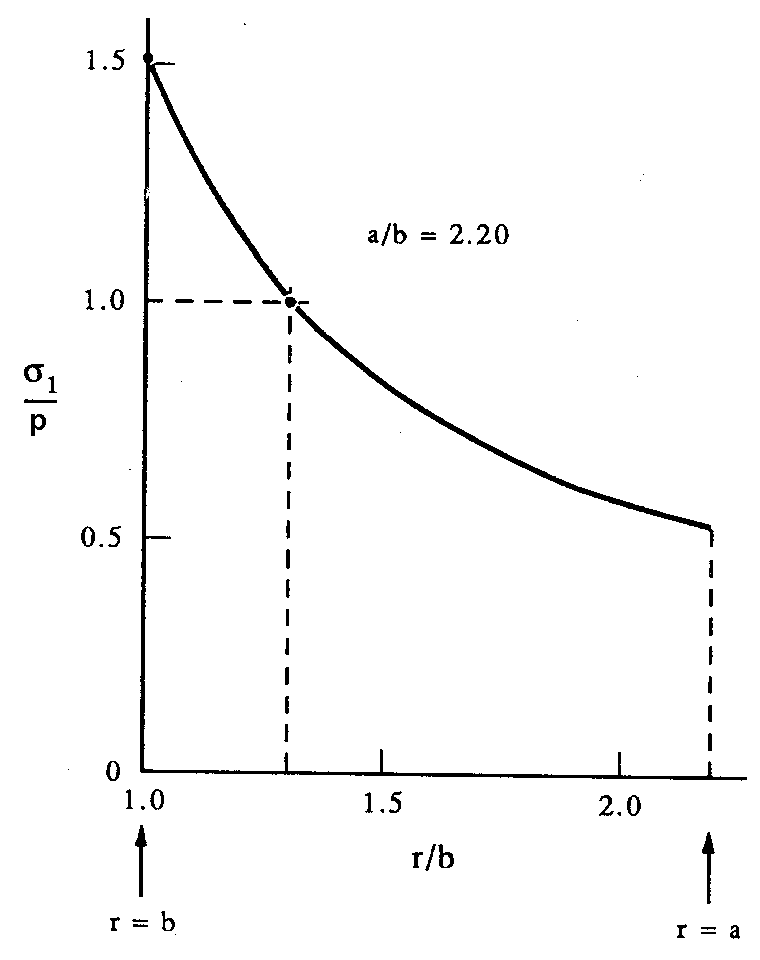 1.5
a/b = 2.20
1.0
σ₁
p
0.5
0
1.0
1.5
2.0
r/b
r = b
r = a